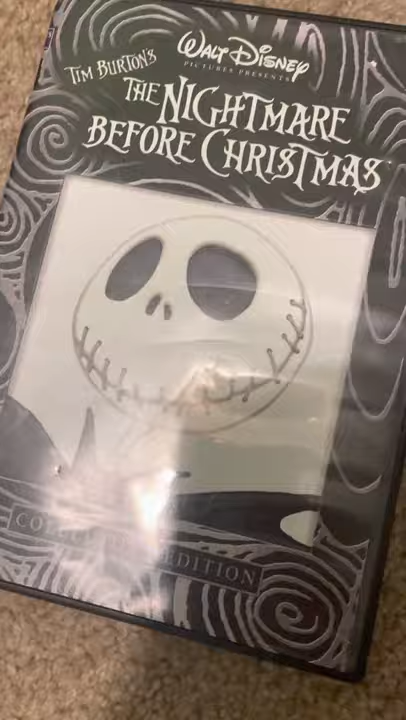 WALT DISNEY
PICTURES PRESENTS
TIM BURTON'S
THE NIGHTMARE
BEFORE CHRISTMAS
EDITION